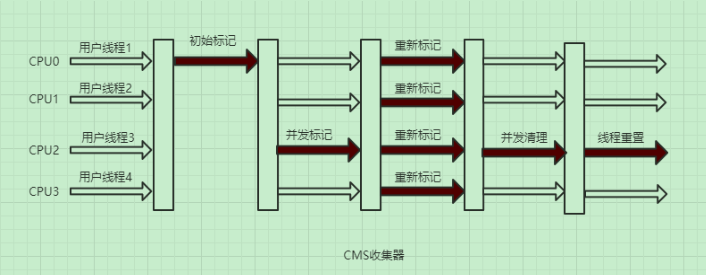 用户线程1
初始标记
重新标记
CPU0
用户线程2
CPU1
重新标记
用户线程3
并发标记
重新标记
并发清理
线程重置
CPU2
用户线程4
重新标记
CPU3
CMS收集器